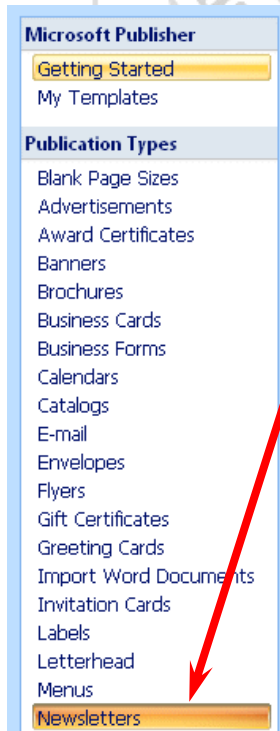 Microsoft Publisher
Getting Started
My Templates
Publication Types
Blank Page Sizes
Advertisements
Award Certificates
Banners
Brochures
Business Cards
Business Forms
Calendars
Catalogs
E-mail
Envelopes
Flyers
Gift Certificates
Greeting Cards
Import Word Documents
Invitation Cards
Labels
Letterhead
Menus
Newsletters